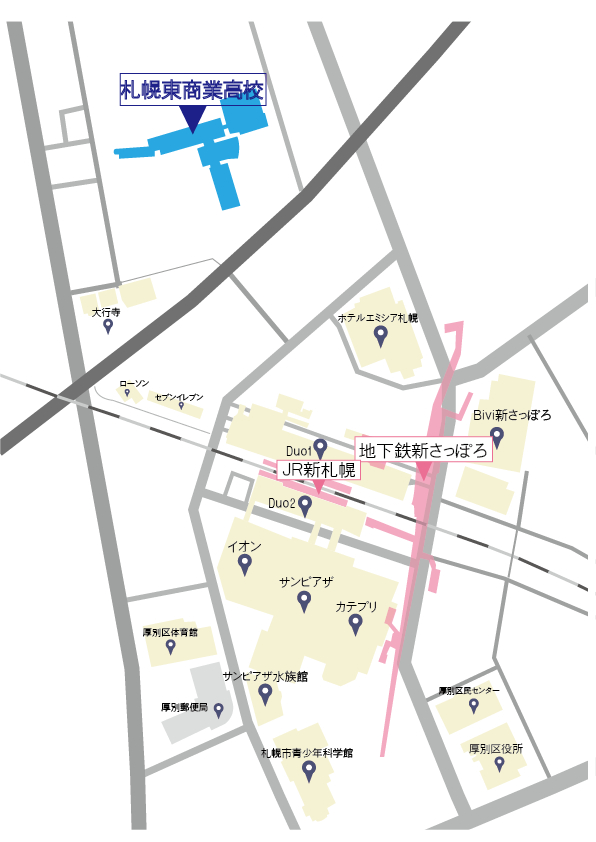 札幌東商業高校
大行寺
ホテルエミシア札幌
ローソン
セブンイレブン
Bivi新さっぽろ
Duo1
地下鉄新さっぽろ
JR新札幌
Duo2
イオン
サンピアザ
カテプリ
厚別区体育館
サンピアザ水族館
厚別区民センター
厚別郵便局
札幌市青少年科学館
厚別区役所